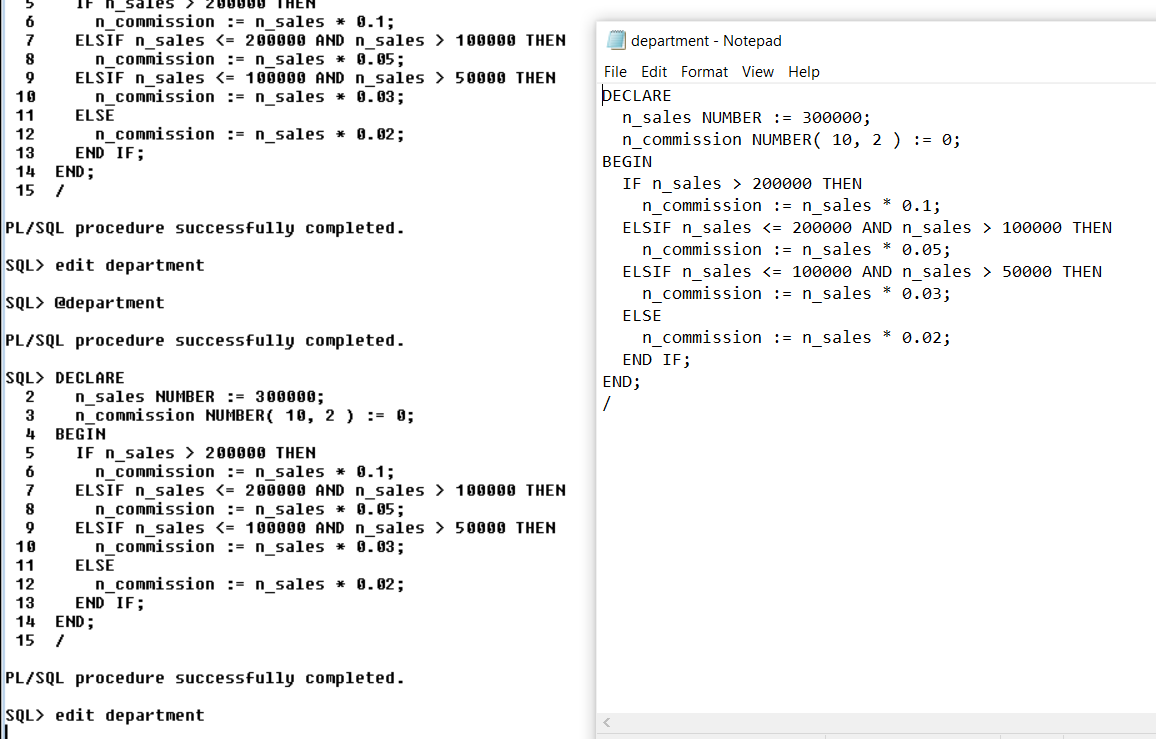 5     IF n_sales > 200000 THEN
6       n_commission := n_sales * 0.1;
7     ELSIF n_sales <= 200000 AND n_sales > 100000 THEN
8       n_commission := n_sales * 0.05;
9     ELSIF n_sales <= 100000 AND n_sales > 50000 THEN
10      n_commission := n_sales * 0.03;
11    ELSE
12      n_commission := n_sales * 0.02;
13    END IF;
14  END;
15  /
PL/SQL procedure successfully completed.
SQL> edit department
SQL> @department
PL/SQL procedure successfully completed.
SQL> DECLARE
2     n_sales NUMBER := 300000;
3     n_commission NUMBER( 10, 2 ) := 0;
4   BEGIN
5     IF n_sales > 200000 THEN
6       n_commission := n_sales * 0.1;
7     ELSIF n_sales <= 200000 AND n_sales > 100000 THEN
8       n_commission := n_sales * 0.05;
9     ELSIF n_sales <= 100000 AND n_sales > 50000 THEN
10      n_commission := n_sales * 0.03;
11    ELSE
12      n_commission := n_sales * 0.02;
13    END IF;
14  END;
15  /
PL/SQL procedure successfully completed.
SQL> edit department
department - Notepad
File Edit Format View Help
DECLARE
  n_sales NUMBER := 300000;
  n_commission NUMBER( 10, 2 ) := 0;
BEGIN
  IF n_sales > 200000 THEN
    n_commission := n_sales * 0.1;
  ELSIF n_sales <= 200000 AND n_sales > 100000 THEN
    n_commission := n_sales * 0.05;
  ELSIF n_sales <= 100000 AND n_sales > 50000 THEN
    n_commission := n_sales * 0.03;
  ELSE
    n_commission := n_sales * 0.02;
  END IF;
END;
/